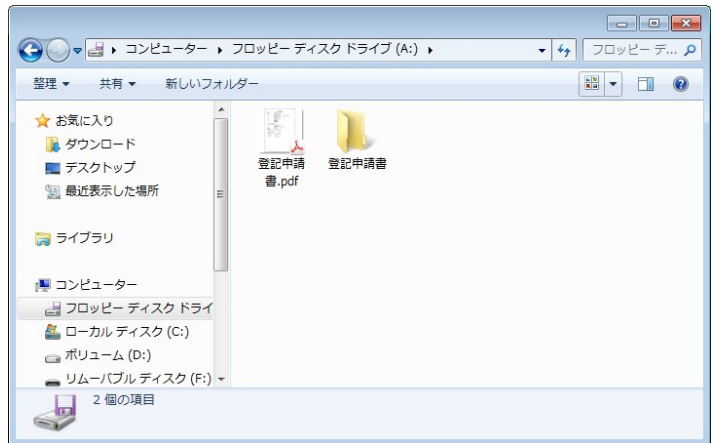 コンピューター ▸ フロッピー ディスク ドライブ (A:) ▸
フロッピー デ...
整理 ▼ 共有 ▼ 新しいフォルダー
お気に入り
ダウンロード
デスクトップ
最近表示した場所
ライブラリ
コンピューター
フロッピー ディスク ドライ
ローカル ディスク (C:)
ボリューム (D:)
リムーバブル ディスク (F:)
登記申請
書.pdf
登記申請書
2 個の項目